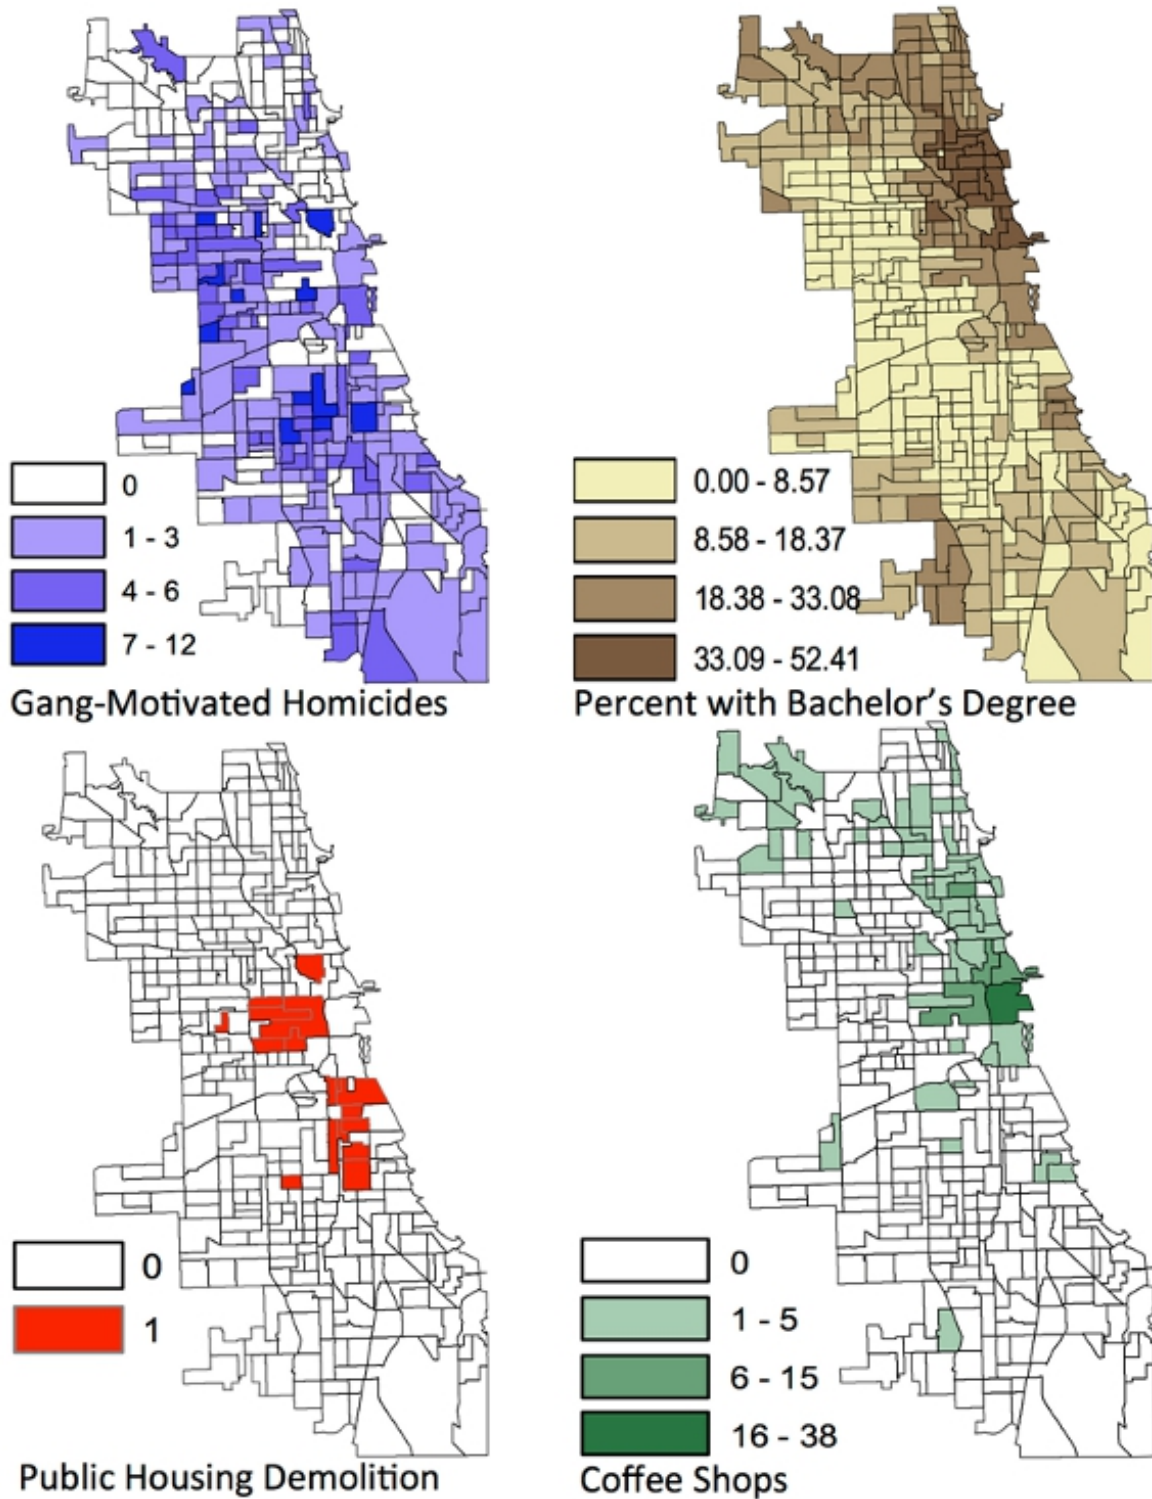 0
1 - 3
4 - 6
7 - 12
Gang-Motivated Homicides
0.00 - 8.57
8.58 - 18.37
18.38 - 33.08
33.09 - 52.41
Percent with Bachelor’s Degree
0
1
Public Housing Demolition
0
1 - 5
6 - 15
16 - 38
Coffee Shops